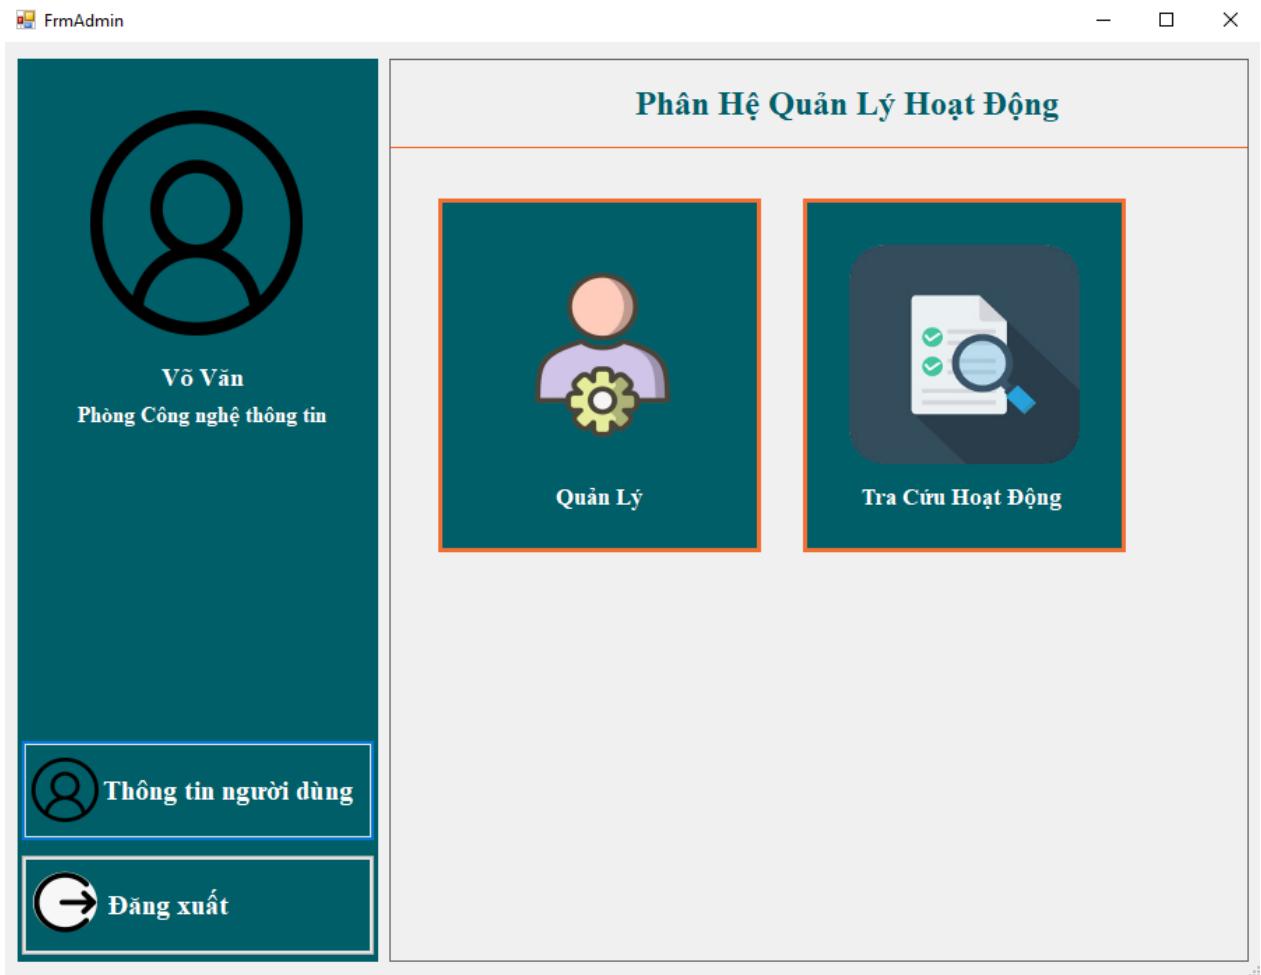 FrmAdmin
Phân Hệ Quản Lý Hoạt Động
Võ Văn
Phòng Công nghệ thông tin
Quản Lý
Tra Cứu Hoạt Động
Thông tin người dùng
Đăng xuất